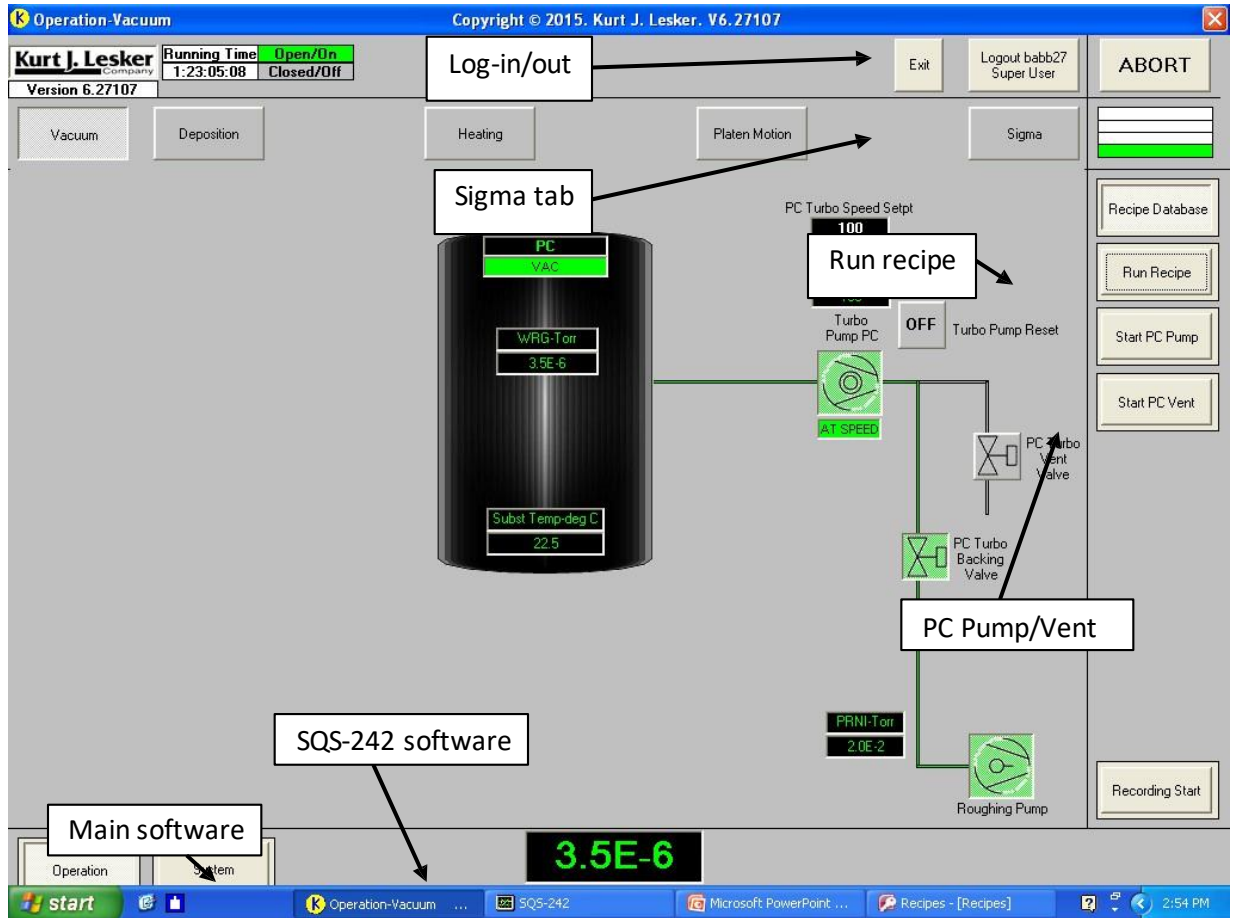 Operation-Vacuum
Copyright © 2015. Kurt J. Lesker. V6.27107
Kurt J. Lesker
Company
Version 6.27107
Running Time Open/On
1:23:05:08 Closed/Off
Log-in/out
Exit
Logout babb27
Super User
ABORT
Vacuum
Deposition
Heating
Platen Motion
Sigma
Sigma tab
PC Turbo Speed Setpt
100
Run recipe
Recipe Database
Run Recipe
Start PC Pump
Start PC Vent
PC
VAC
WRG-Torr
3.5E-6
Turbo
Pump PC
OFF
Turbo Pump Reset
AT SPEED
PC Turbo
Vent
Valve
Subst Temp-deg C
22.5
PC Turbo
Backing
Valve
PC Pump/Vent
PRNI-Torr
2.0E-2
Roughing Pump
SQS-242 software
Recording Start
Main software
Operation
System
3.5E-6
start
Operation-Vacuum ...
SQS-242
Microsoft PowerPoint ...
Recipes - [Recipes]
2:54 PM